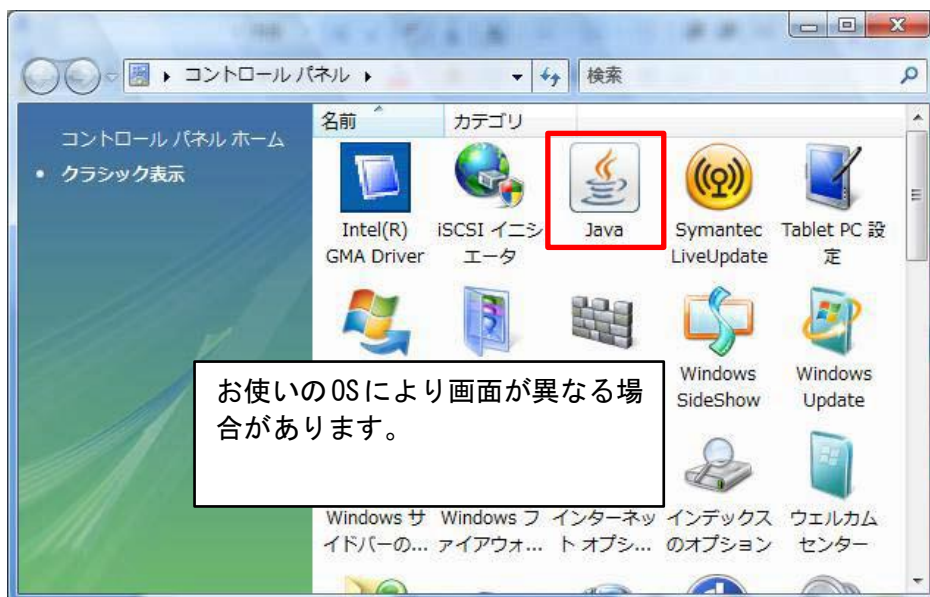 コントロール パネル
検索
コントロール パネル ホーム
• クラシック表示
名前 カテゴリ
Intel(R)
GMA Driver
iSCSI イニシ
エータ
Java
Symantec
LiveUpdate
Tablet PC 設
定
Windows
SideShow
Windows
Update
お使いのOSにより画面が異なる場
合があります。
Windows サ
イドバーの...
Windows フ
ァイアウォ...
インターネッ
ト オプシ...
インデックス
のオプション
ウェルカム
センター